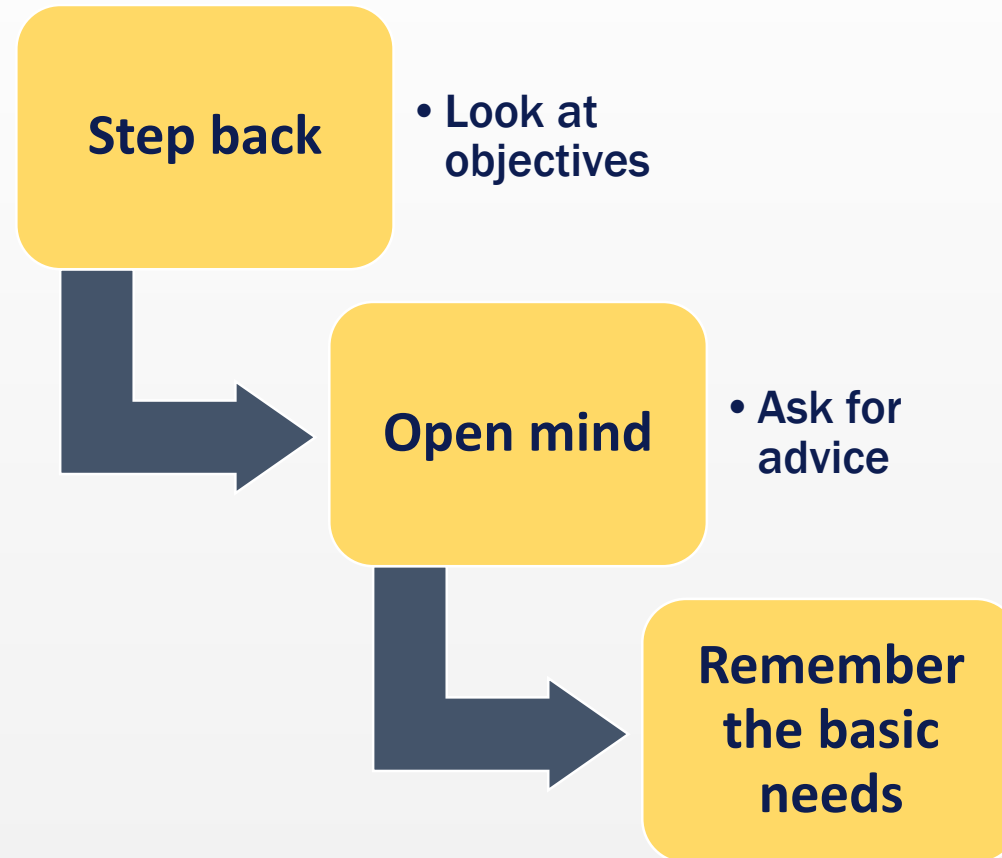 Step back
• Look at
objectives
Open mind
• Ask for
advice
Remember
the basic
needs